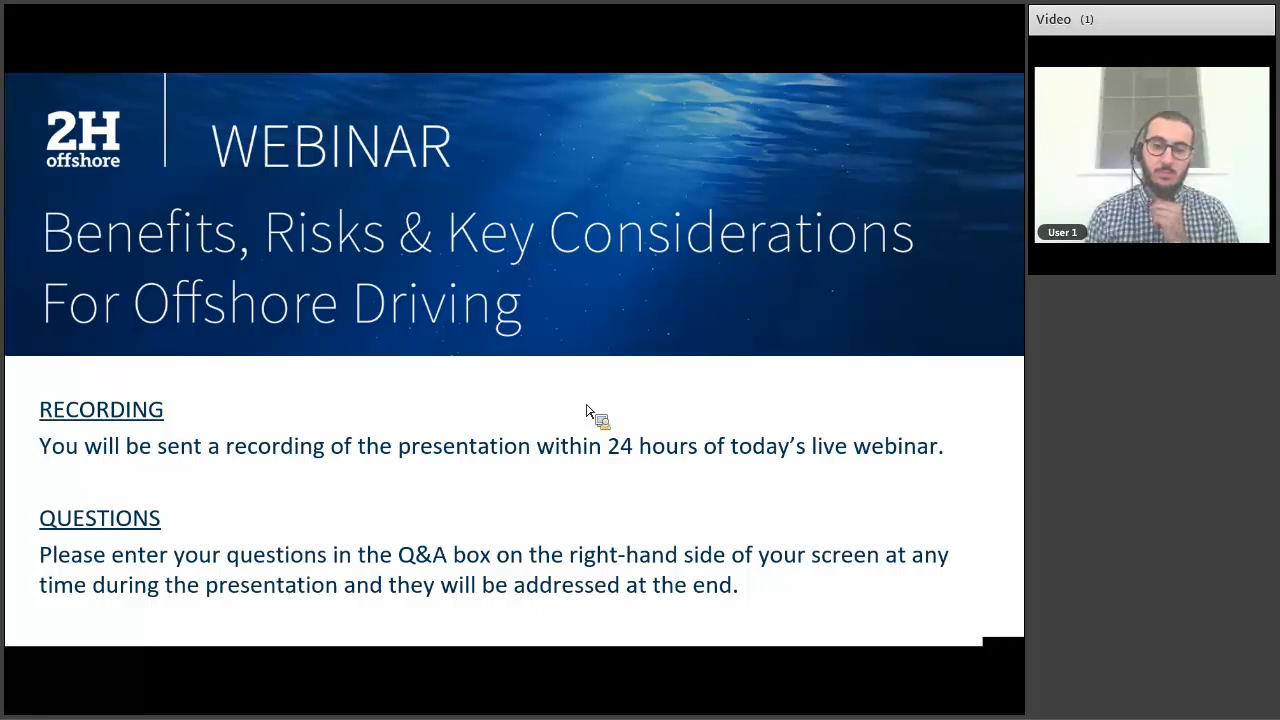 2H
offshore
WEBINAR
Benefits, Risks & Key Considerations
For Offshore Driving
RECORDING
You will be sent a recording of the presentation within 24 hours of today’s live webinar.
QUESTIONS
Please enter your questions in the Q&A box on the right-hand side of your screen at any
time during the presentation and they will be addressed at the end.
Video (1)
User 1